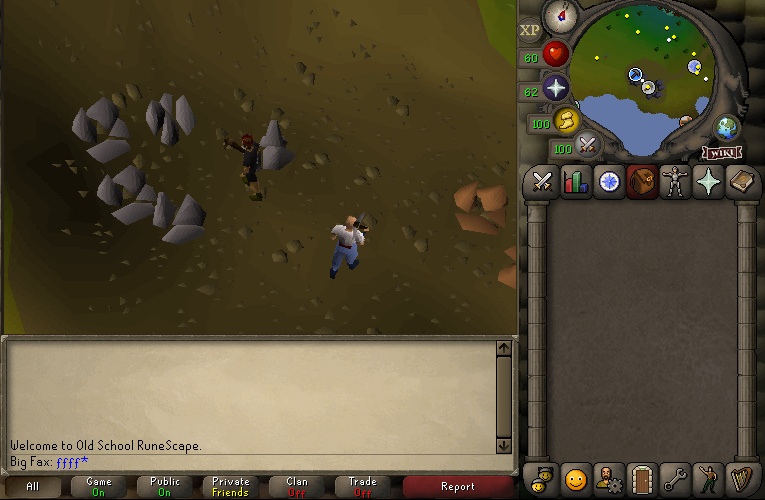 XP
60
62
100
100
WIKI
Welcome to Old School RuneScape.
Big Fax: ffff*
All
Game
On
Public
On
Private
Friends
Clan
Off
Trade
Off
Report